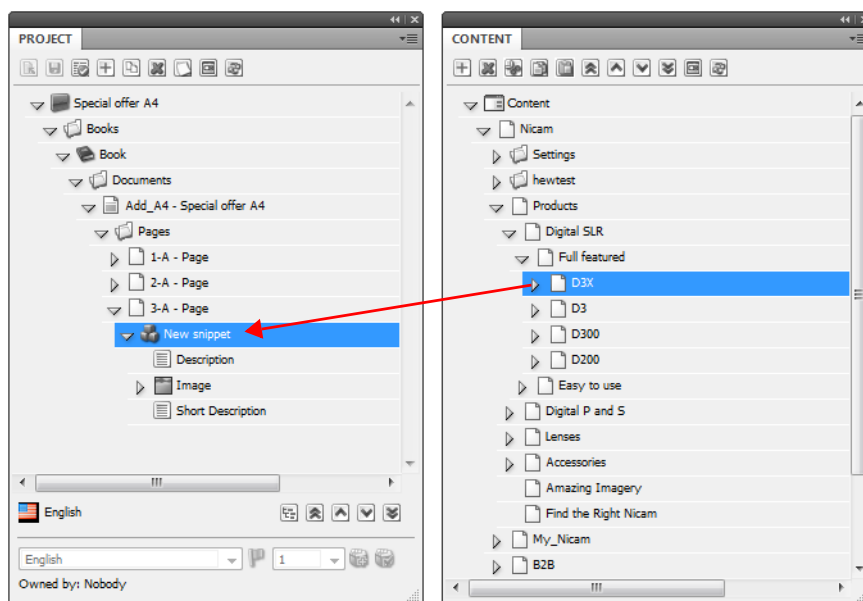 PROJECT
Special offer A4
Books
Book
Documents
Add_A4 - Special offer A4
Pages
1-A - Page
2-A - Page
3-A - Page
New snippet
Description
Image
Short Description
English
English
1
Owned by: Nobody
CONTENT
Content
Nicam
Settings
hewtest
Products
Digital SLR
Full featured
D3X
D3
D300
D200
Easy to use
Digital P and S
Lenses
Accessories
Amazing Imagery
Find the Right Nicam
My_Nicam
B2B